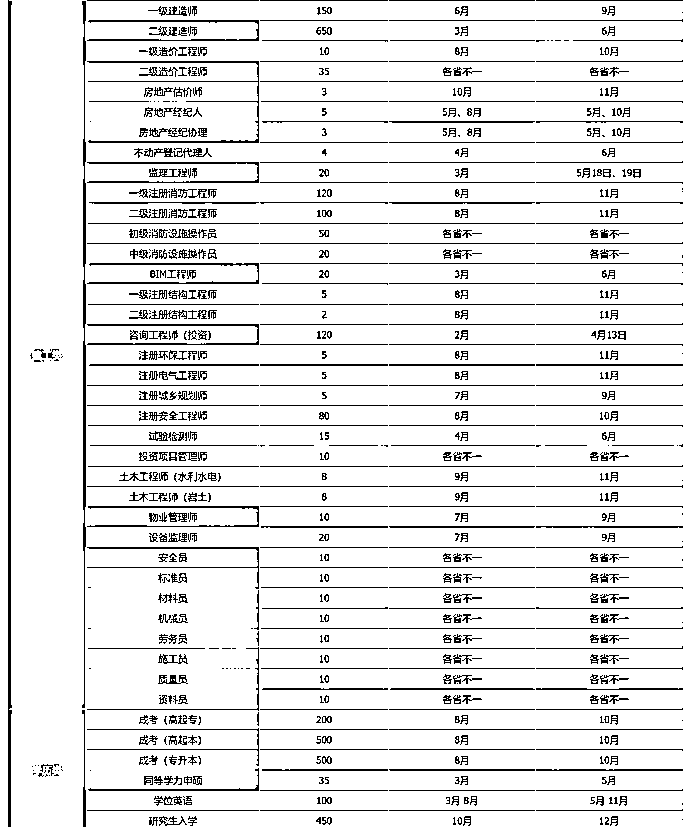 一级建造师 150 6月 9月
二级建造师 650 3月 6月
一级造价工程师 10 8月 10月
二级造价工程师 35 各省不一 各省不一
房地产估价师 3 10月 11月
房地产经纪人 5 5月、8月 5月、10月
房地产经纪协理 3 5月、8月 5月、10月
不动产登记代理人 4 4月 6月
监理工程师 20 3月 5月18日、19日
一级注册消防工程师 120 8月 11月
二级注册消防工程师 100 8月 11月
初级消防设施操作员 50 各省不一 各省不一
中级消防设施操作员 20 各省不一 各省不一
BIM工程师 20 3月 6月
一级注册结构工程师 5 8月 11月
二级注册结构工程师 2 8月 11月
咨询工程师（投资） 120 2月 4月13日
注册环保工程师 5 8月 11月
注册电气工程师 5 8月 11月
注册城乡规划师 5 7月 9月
注册安全工程师 80 8月 10月
试验检测师 15 4月 6月
投资项目管理师 10 各省不一 各省不一
土木工程师（水利水电） 8 9月 11月
土木工程师（岩土） 8 9月 11月
物业管理师 10 7月 9月
设备监理师 20 7月 9月
安全员 10 各省不一 各省不一
标准员 10 各省不一 各省不一
材料员 10 各省不一 各省不一
机械员 10 各省不一 各省不一
劳务员 10 各省不一 各省不一
施工员 10 各省不一 各省不一
质量员 10 各省不一 各省不一
资料员 10 各省不一 各省不一
成考（高起专） 200 8月 10月
成考（高起本） 500 8月 10月
成考（专升本） 500 8月 10月
同等学力申硕 35 3月 5月
学位英语 100 3月 8月 5月 11月
研究生入学 450 10月 12月